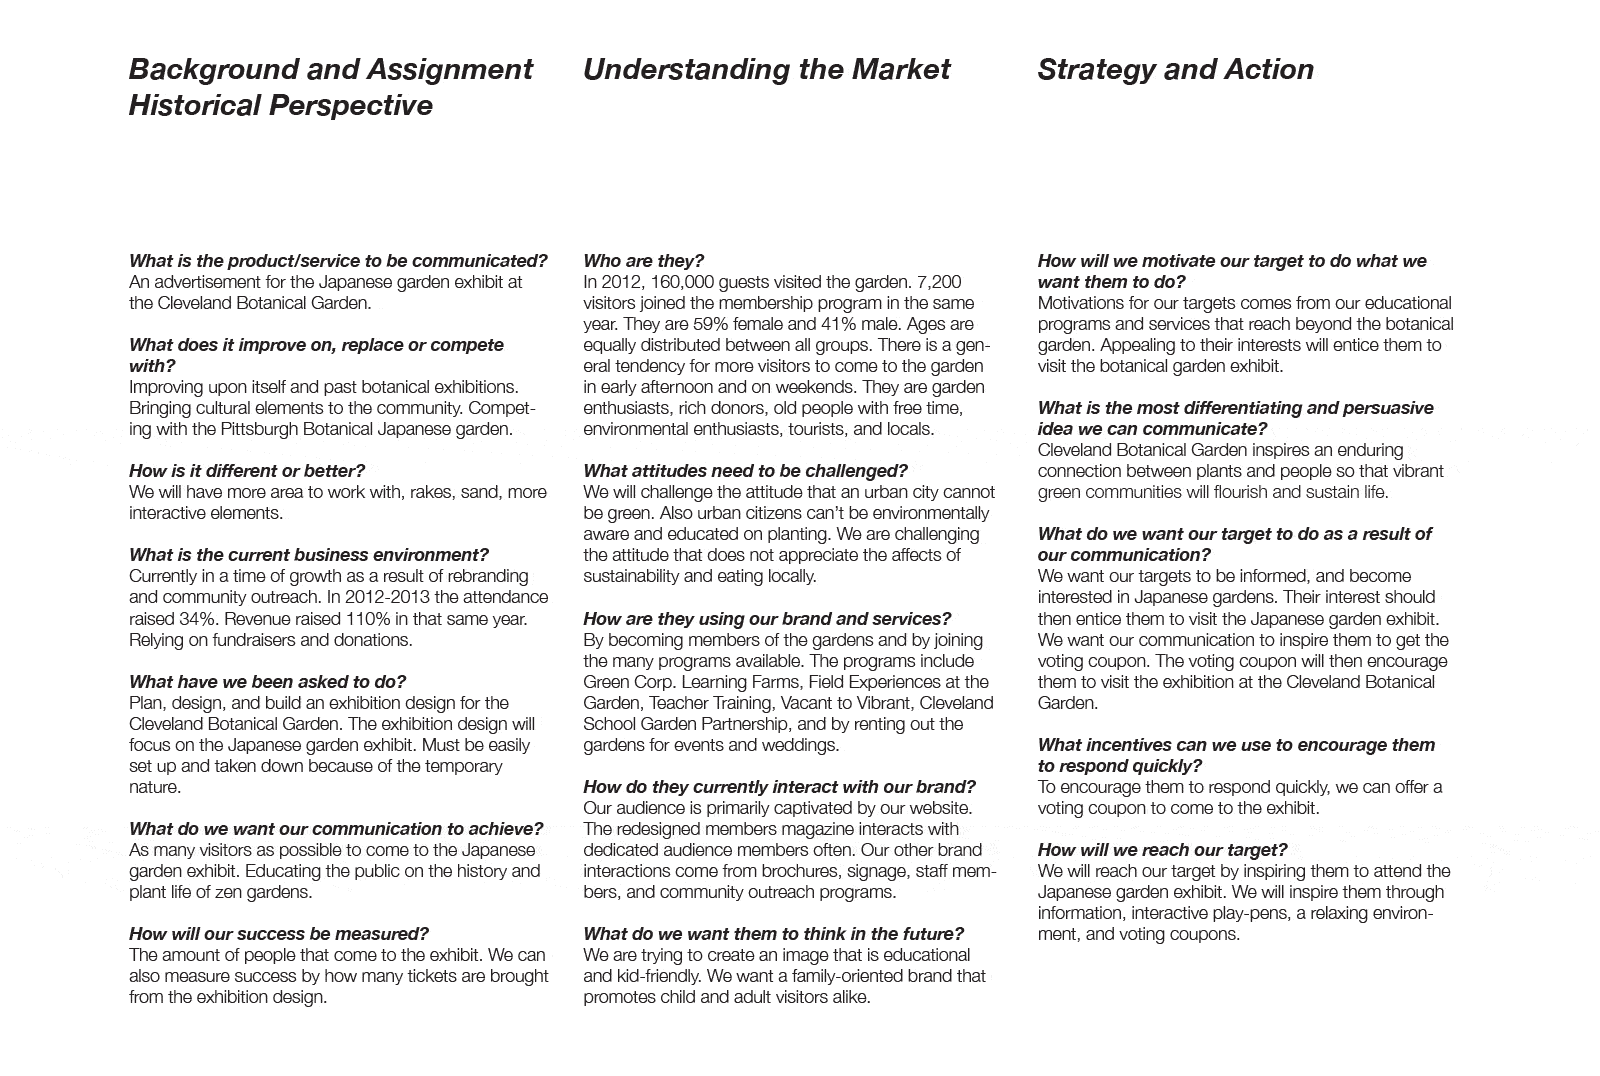 Background and Assignment
Historical Perspective
What is the product/service to be communicated?
An advertisement for the Japanese garden exhibit at
the Cleveland Botanical Garden.
What does it improve on, replace or compete
with?
Improving upon itself and past botanical exhibitions.
Bringing cultural elements to the community. Compet-
ing with the Pittsburgh Botanical Japanese garden.
How is it different or better?
We will have more area to work with, rakes, sand, more
interactive elements.
What is the current business environment?
Currently in a time of growth as a result of rebranding
and community outreach. In 2012-2013 the attendance
raised 34%. Revenue raised 110% in that same year.
Relying on fundraisers and donations.
What have we been asked to do?
Plan, design, and build an exhibition design for the
Cleveland Botanical Garden. The exhibition design will
focus on the Japanese garden exhibit. Must be easily
set up and taken down because of the temporary
nature.
What do we want our communication to achieve?
As many visitors as possible to come to the Japanese
garden exhibit. Educating the public on the history and
plant life of zen gardens.
How will our success be measured?
The amount of people that come to the exhibit. We can
also measure success by how many tickets are brought
from the exhibition design.
Understanding the Market
Who are they?
In 2012, 160,000 guests visited the garden. 7,200
visitors joined the membership program in the same
year. They are 59% female and 41% male. Ages are
equally distributed between all groups. There is a gen-
eral tendency for more visitors to come to the garden
in early afternoon and on weekends. They are garden
enthusiasts, rich donors, old people with free time,
environmental enthusiasts, tourists, and locals.
What attitudes need to be challenged?
We will challenge the attitude that an urban city cannot
be green. Also urban citizens can't be environmentally
aware and educated on planting. We are challenging
the attitude that does not appreciate the affects of
sustainability and eating locally.
How are they using our brand and services?
By becoming members of the gardens and by joining
the many programs available. The programs include
Green Corp. Learning Farms, Field Experiences at the
Garden, Teacher Training, Vacant to Vibrant, Cleveland
School Garden Partnership, and by renting out the
gardens for events and weddings.
How do they currently interact with our brand?
Our audience is primarily captivated by our website.
The redesigned members magazine interacts with
dedicated audience members often. Our other brand
interactions come from brochures, signage, staff mem-
bers, and community outreach programs.
What do we want them to think in the future?
We are trying to create an image that is educational
and kid-friendly. We want a family-oriented brand that
promotes child and adult visitors alike.
Strategy and Action
How will we motivate our target to do what we
want them to do?
Motivations for our targets comes from our educational
programs and services that reach beyond the botanical
garden. Appealing to their interests will entice them to
visit the botanical garden exhibit.
What is the most differentiating and persuasive
idea we can communicate?
Cleveland Botanical Garden inspires an enduring
connection between plants and people so that vibrant
green communities will flourish and sustain life.
What do we want our target to do as a result of
our communication?
We want our targets to be informed, and become
interested in Japanese gardens. Their interest should
then entice them to visit the Japanese garden exhibit.
We want our communication to inspire them to get the
voting coupon. The voting coupon will then encourage
them to visit the exhibition at the Cleveland Botanical
Garden.
What incentives can we use to encourage them
to respond quickly?
To encourage them to respond quickly, we can offer a
voting coupon to come to the exhibit.
How will we reach our target?
We will reach our target by inspiring them to attend the
Japanese garden exhibit. We will inspire them through
information, interactive play-pens, a relaxing environ-
ment, and voting coupons.